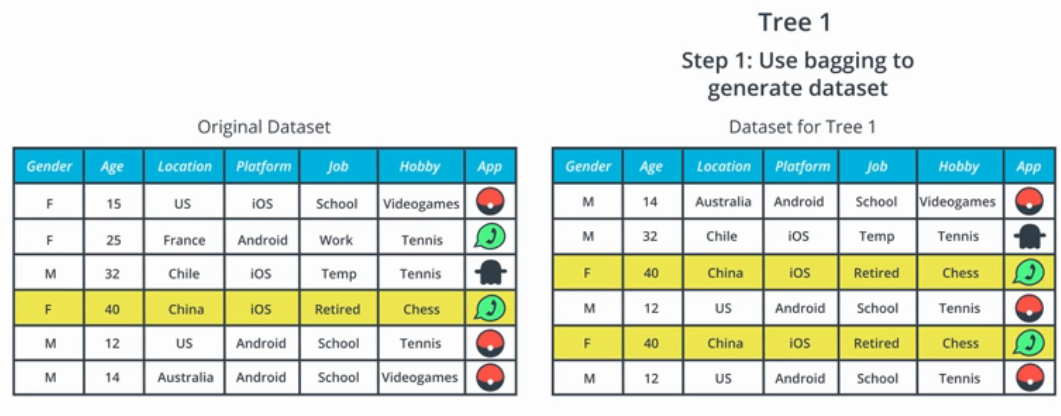 Tree 1
Step 1: Use bagging to
generate dataset
Original Dataset
Gender Age Location Platform Job Hobby App
F 15 US iOS School Videogames
F 25 France Android Work Tennis
M 32 Chile iOS Temp Tennis
F 40 China iOS Retired Chess
M 12 US Android School Tennis
M 14 Australia Android School Videogames
Dataset for Tree 1
Gender Age Location Platform Job Hobby App
M 14 Australia Android School Videogames
M 32 Chile iOS Temp Tennis
F 40 China iOS Retired Chess
M 12 US Android School Tennis
F 40 China iOS Retired Chess
M 12 US Android School Tennis